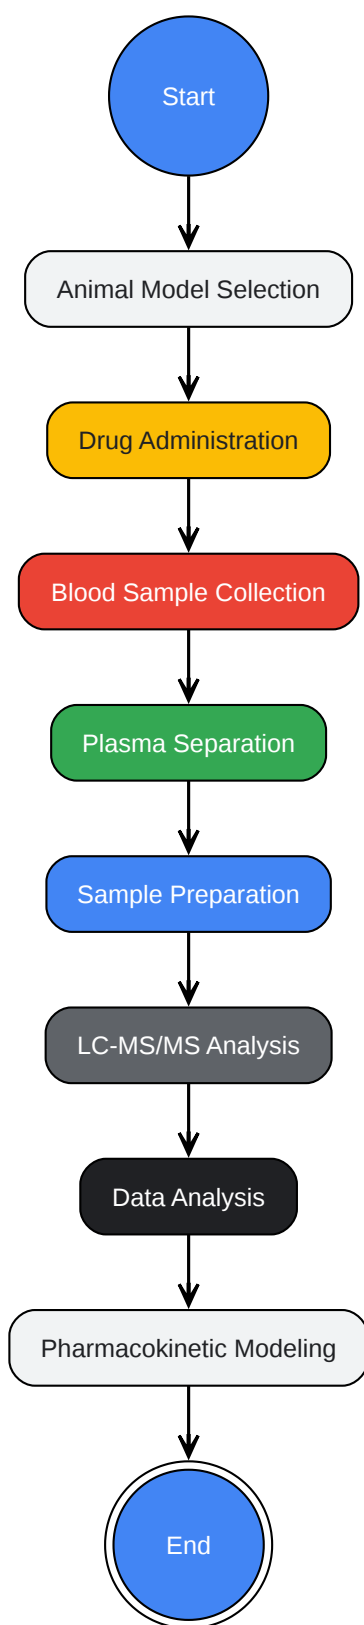 Start
Animal Model Selection
Drug Administration
Blood Sample Collection
Plasma Separation
Sample Preparation
LC-MS/MS Analysis
Data Analysis
Pharmacokinetic Modeling
End